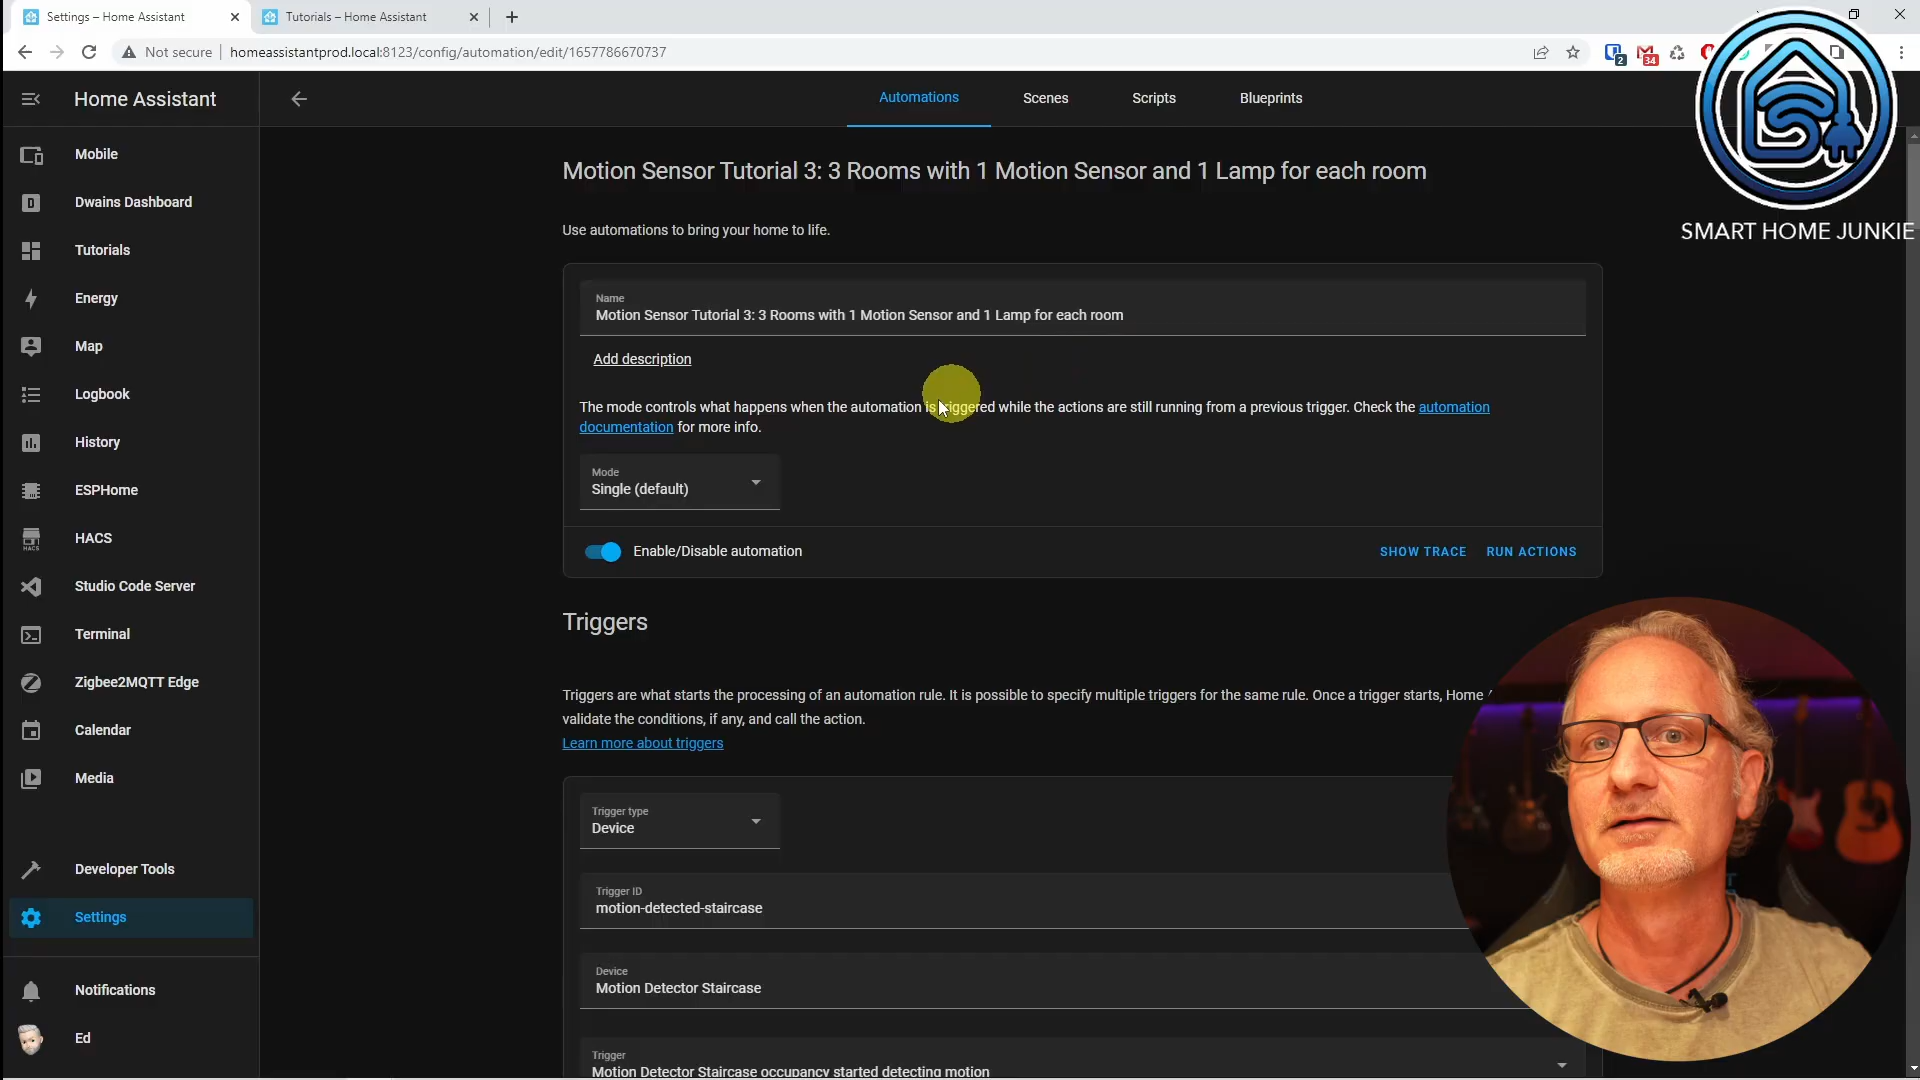 Settings – Home Assistant
Tutorials – Home Assistant
Not secure
homeassistantprod.local:8123/config/automation/edit/1657786670737
2
34
Home Assistant
Automations
Scenes
Scripts
Blueprints
SMART HOME JUNKIE
Mobile
Dwains Dashboard
Tutorials
Energy
Map
Logbook
History
ESPHome
HACS
HACS
Studio Code Server
Terminal
Zigbee2MQTT Edge
Calendar
Media
Developer Tools
Settings
Notifications
Ed
Motion Sensor Tutorial 3: 3 Rooms with 1 Motion Sensor and 1 Lamp for each room
Use automations to bring your home to life.
Name
Motion Sensor Tutorial 3: 3 Rooms with 1 Motion Sensor and 1 Lamp for each room
Add description
The mode controls what happens when the automation is triggered while the actions are still running from a previous trigger. Check the automation
documentation for more info.
Mode
Single (default)
Enable/Disable automation
SHOW TRACE
RUN ACTIONS
Triggers
Triggers are what starts the processing of an automation rule. It is possible to specify multiple triggers for the same rule. Once a trigger starts, Home
validate the conditions, if any, and call the action.
Learn more about triggers
Trigger type
Device
Trigger ID
motion-detected-staircase
Device
Motion Detector Staircase
Trigger
Motion Detector Staircase occupancy started detecting motion